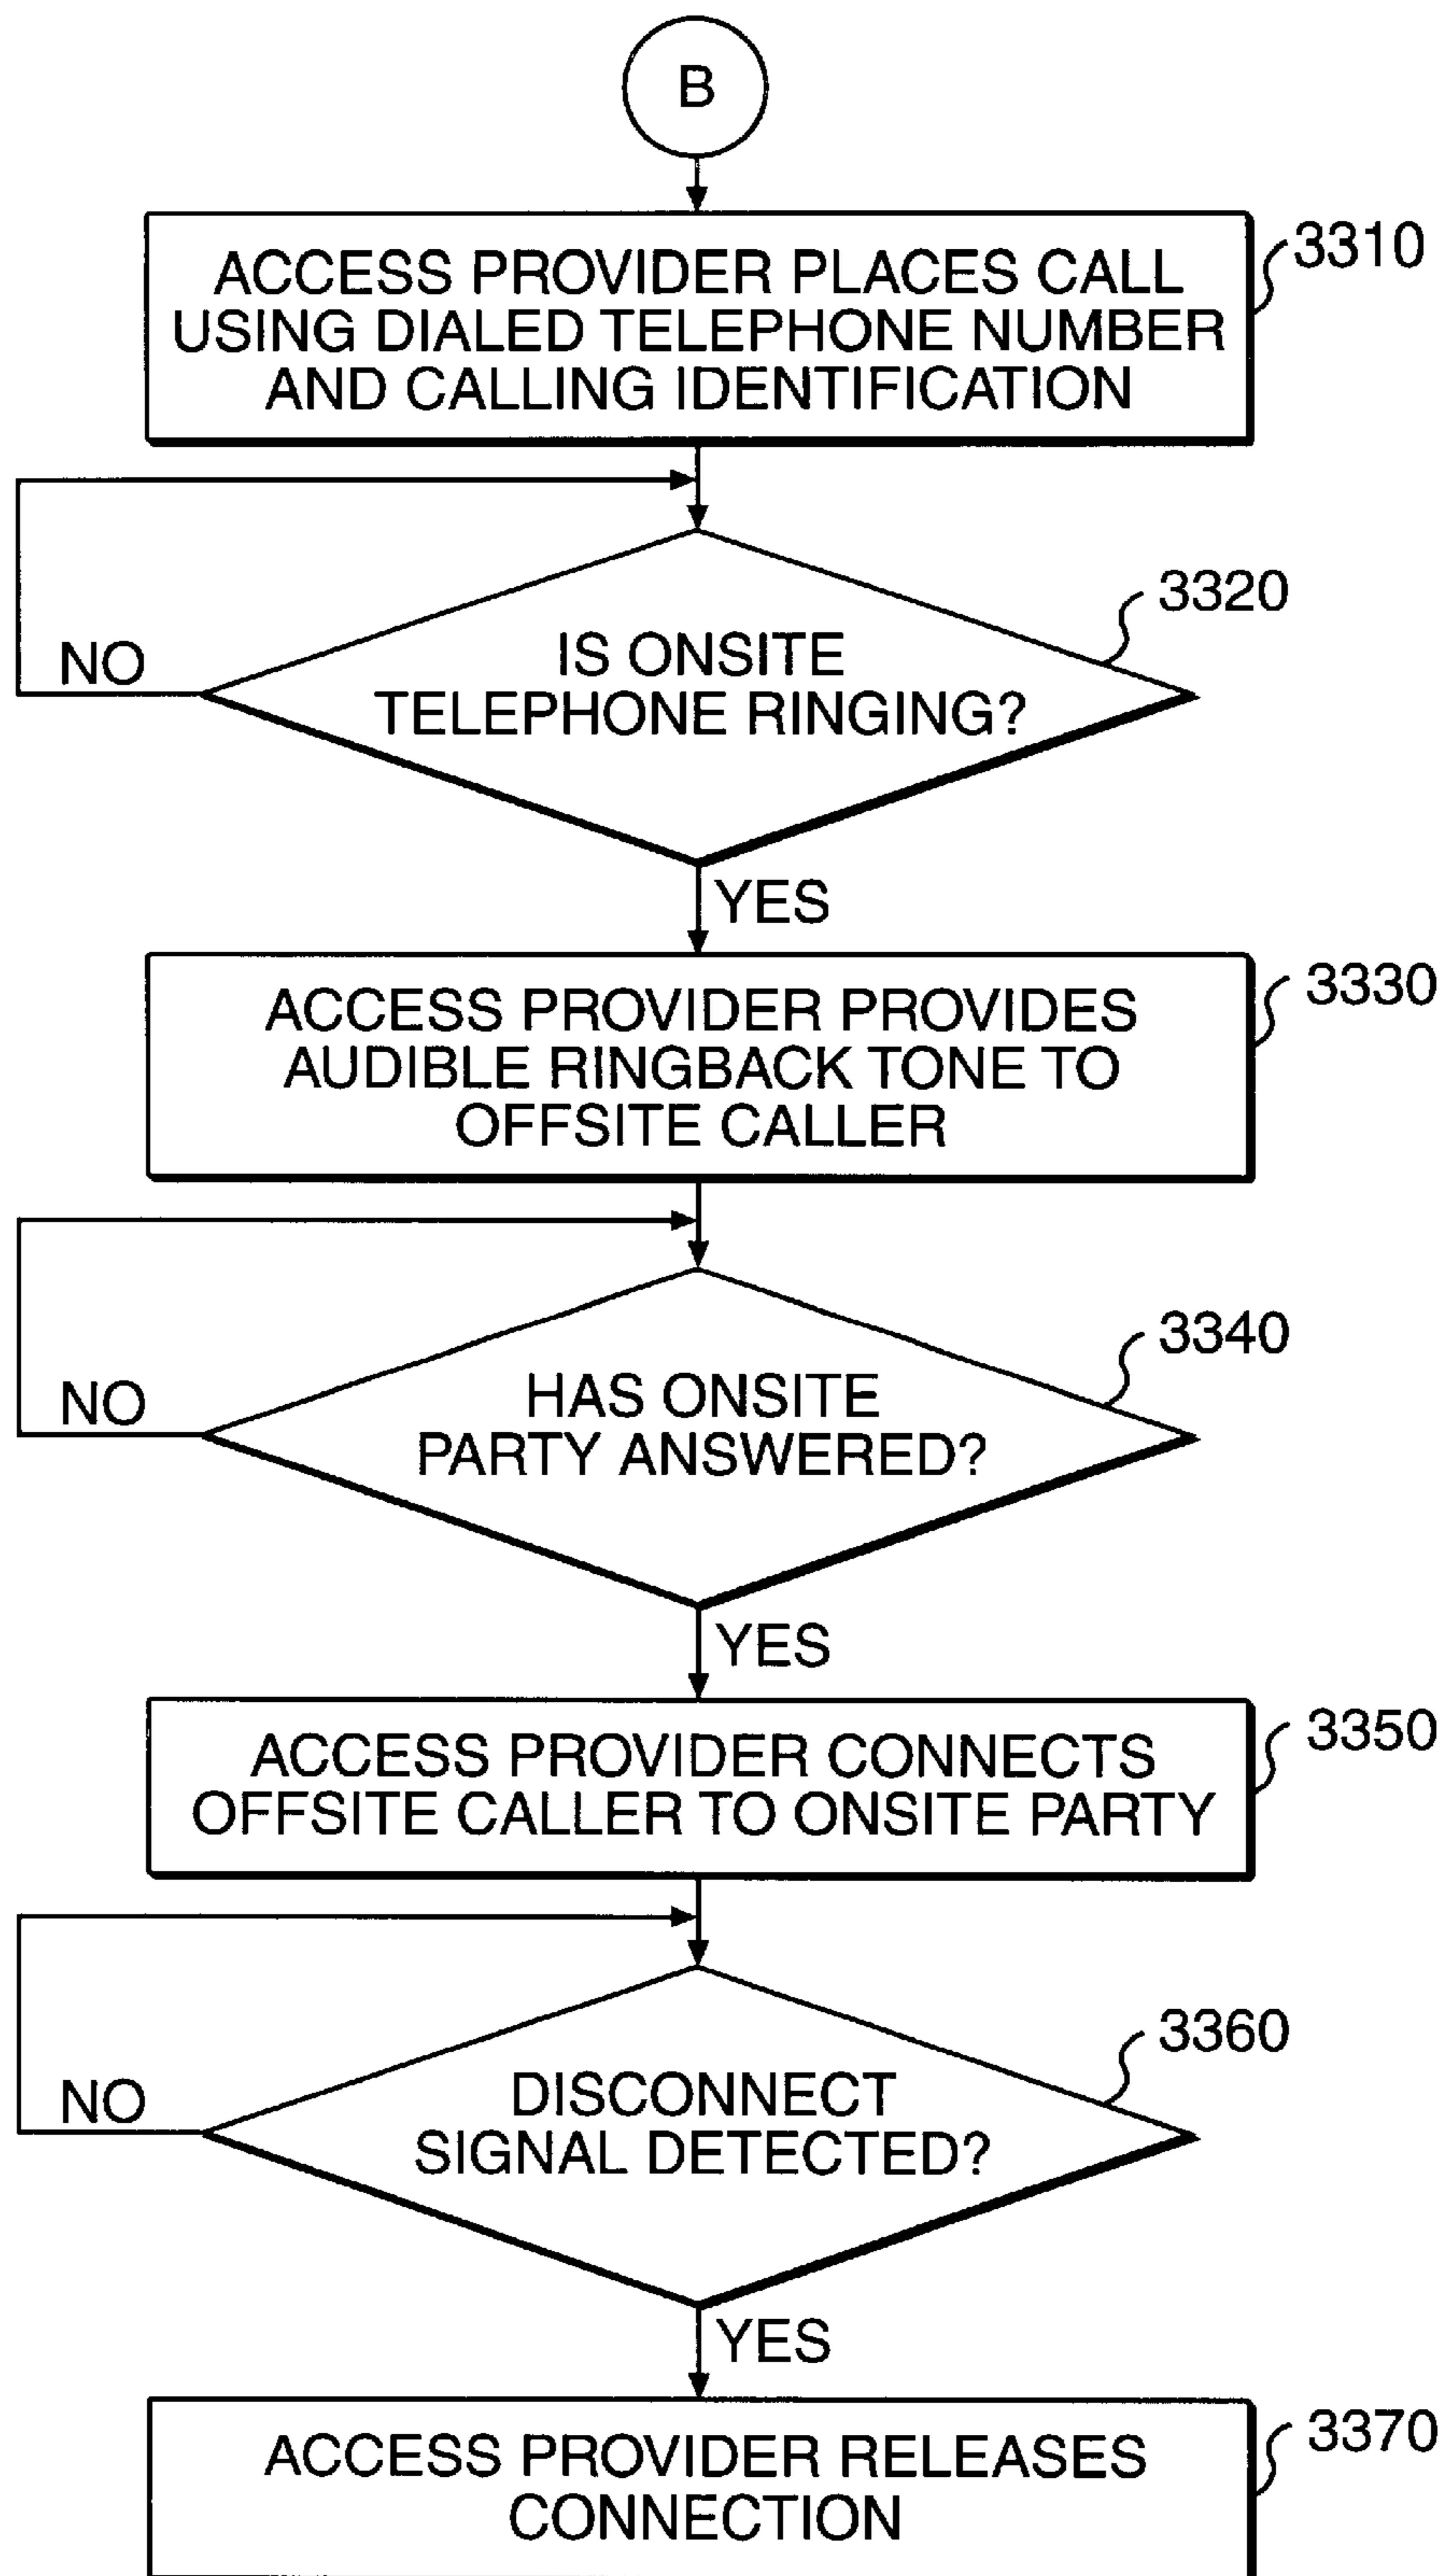 B
ACCESS PROVIDER PLACES CALL
USING DIALED TELEPHONE NUMBER
AND CALLING IDENTIFICATION
3310
3320
IS ONSITE
TELEPHONE RINGING?
NO
YES
ACCESS PROVIDER PROVIDES
AUDIBLE RINGBACK TONE TO
OFFSITE CALLER
3330
3340
HAS ONSITE
PARTY ANSWERED?
NO
YES
ACCESS PROVIDER CONNECTS
OFFSITE CALLER TO ONSITE PARTY
3350
3360
DISCONNECT
SIGNAL DETECTED?
NO
YES
ACCESS PROVIDER RELEASES
CONNECTION
3370